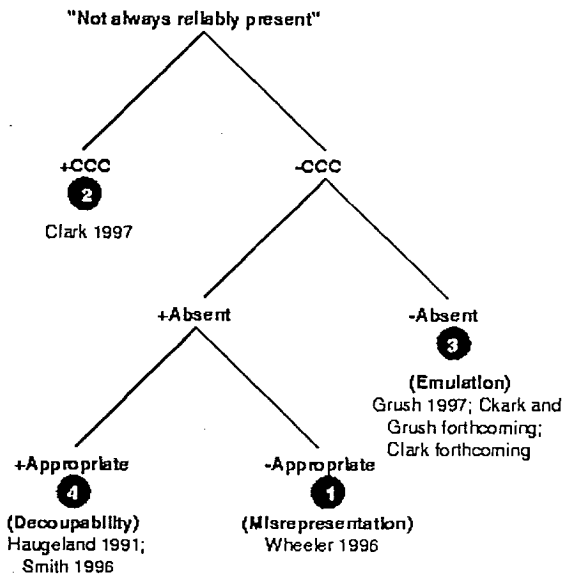 "Not always reliably present"
+CCC
-CCC
2
Clark 1997
+Absent
-Absent
3
(Emulation)
Grush 1997; Ckark and
Grush forthcoming;
Clark forthcoming
+Appropriate
-Appropriate
4
1
(Decoupability)
(Misrepresentation)
Haugeland 1991;
Wheeler 1996
Smith 1996